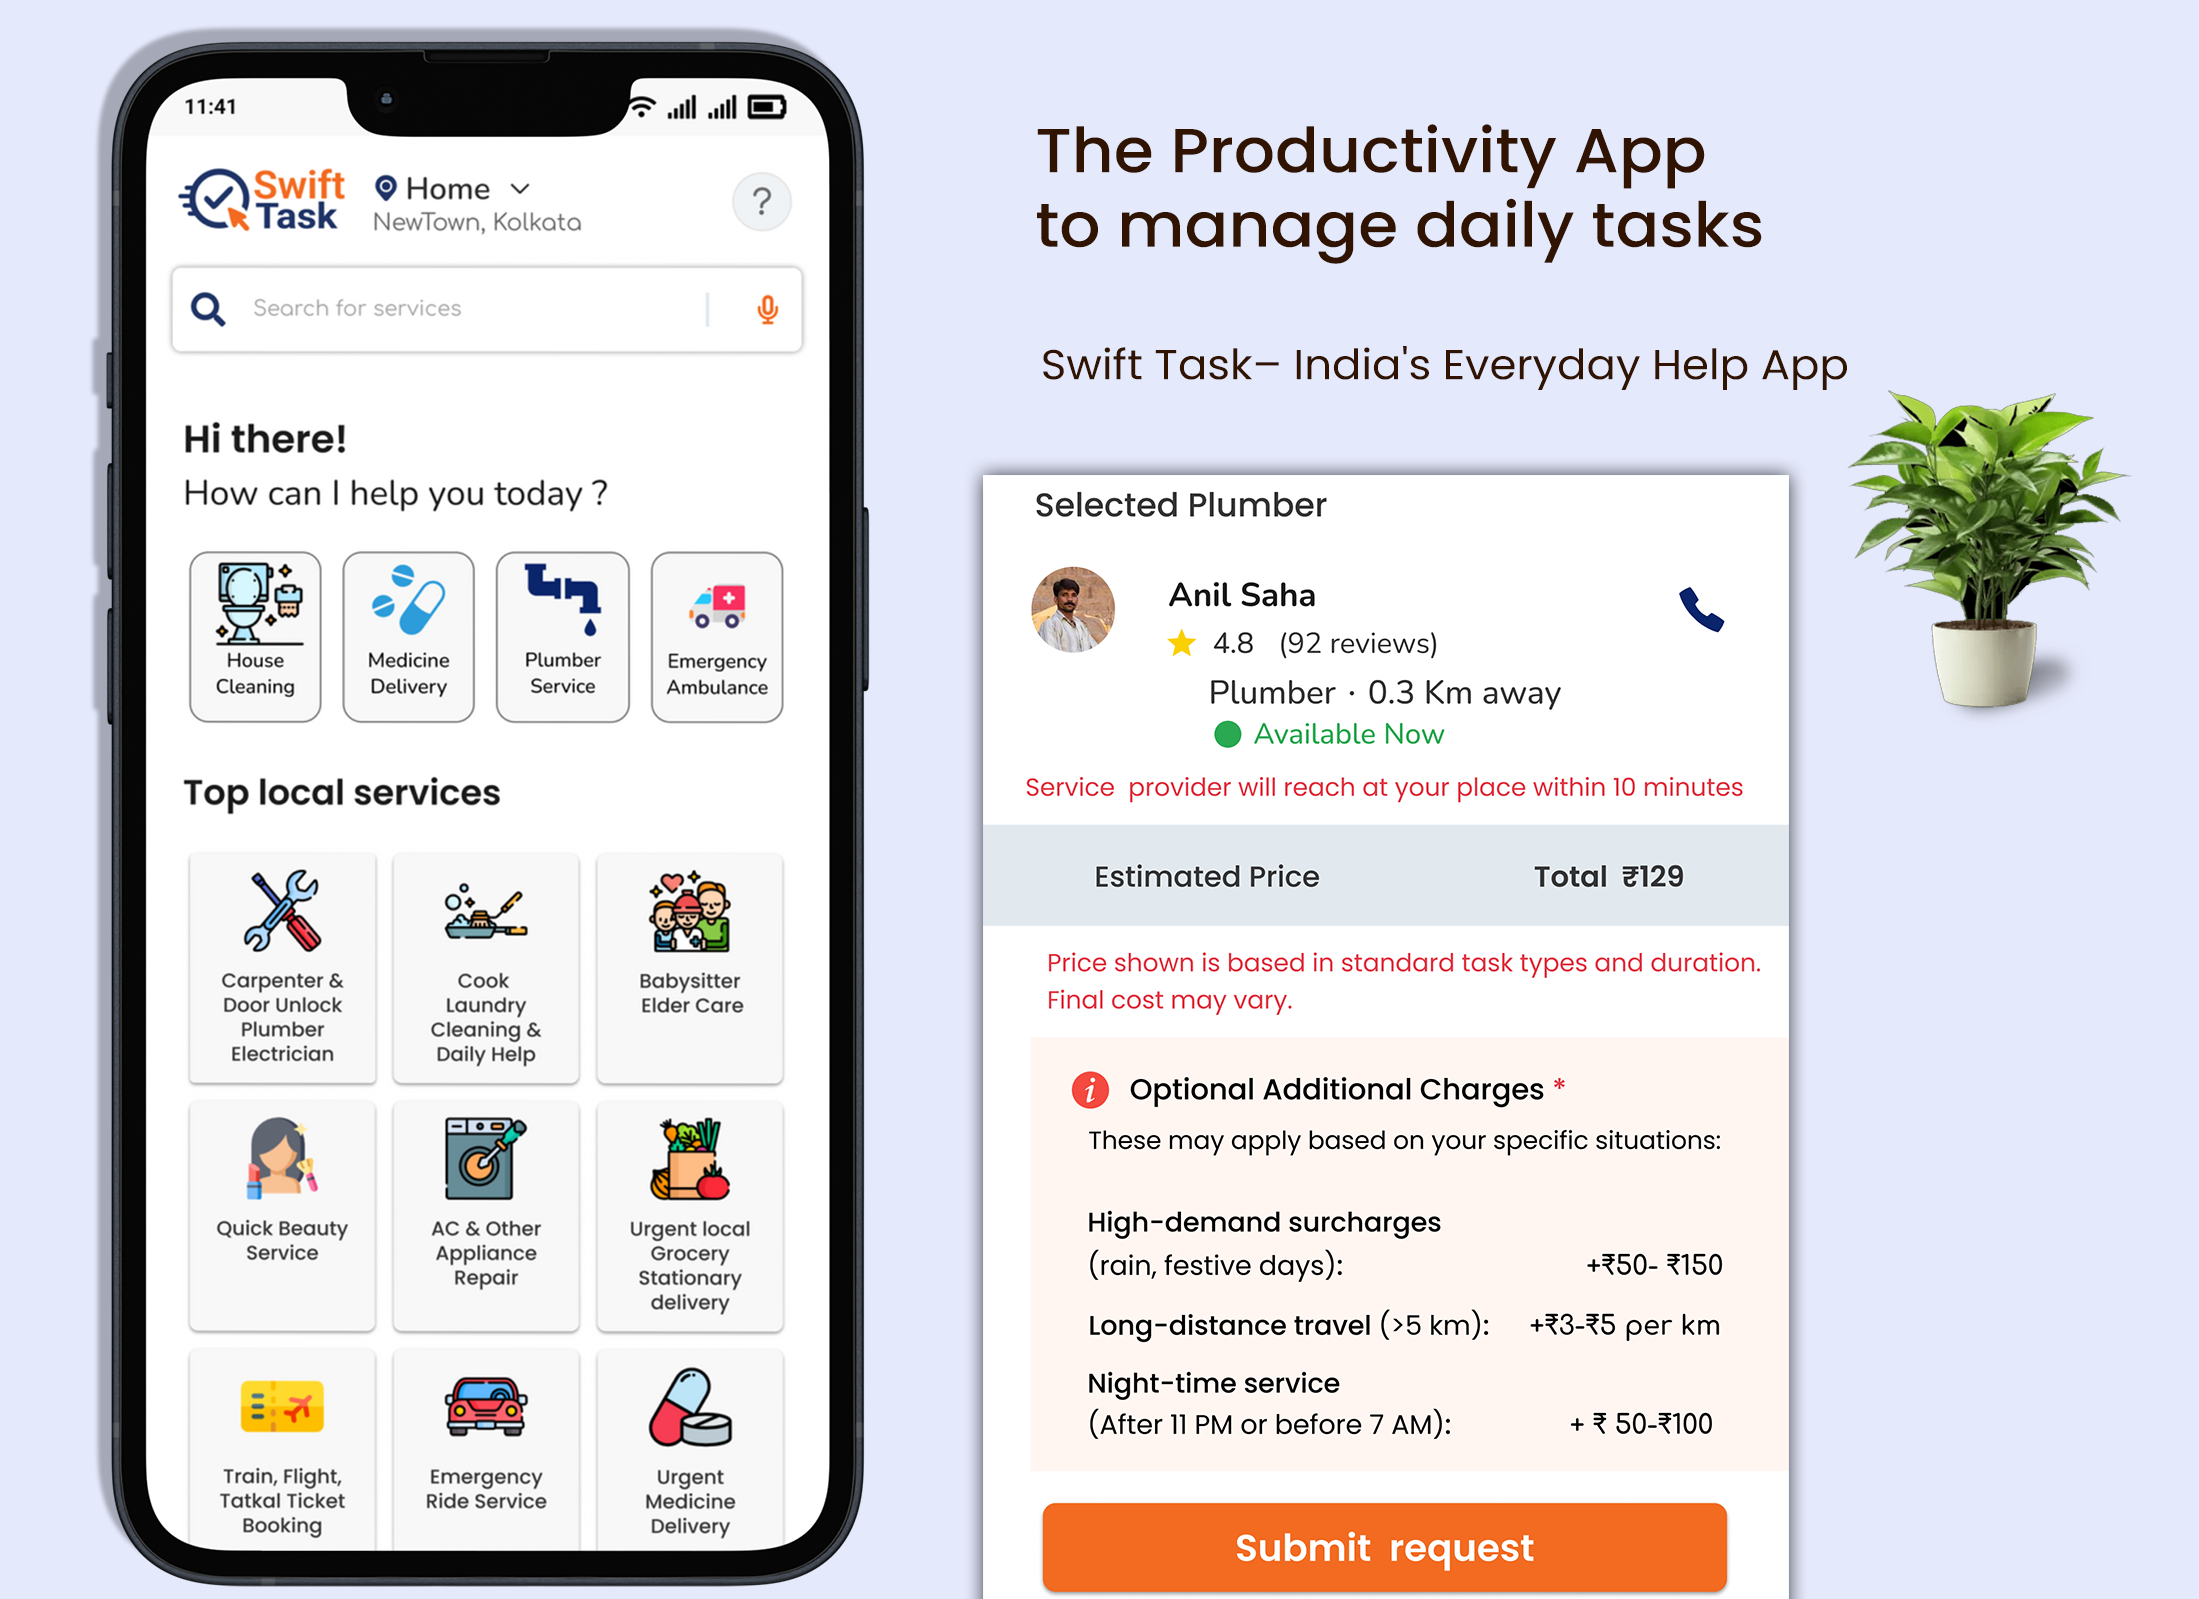 11:41
Swift
Task
Home
NewTown, Kolkata
?
Search for services
Hi there!
How can I help you today ?
House
Cleaning
Medicine
Delivery
Plumber
Service
Emergency
Ambulance
Top local services
Carpenter &
Door Unlock
Plumber
Electrician
Cook
Laundry
Cleaning &
Daily Help
Babysitter
Elder Care
Quick Beauty
Service
AC & Other
Appliance
Repair
Urgent local
Grocery
Stationary
delivery
Train, Flight,
Tatkal Ticket
Booking
Emergency
Ride Service
Urgent
Medicine
Delivery
The Productivity App
to manage daily tasks
Swift Task– India's Everyday Help App
Selected Plumber
Anil Saha
4.8 (92 reviews)
Plumber · 0.3 Km away
Available Now
Service provider will reach at your place within 10 minutes
Estimated Price Total ₹129
Price shown is based in standard task types and duration.
Final cost may vary.
i Optional Additional Charges *
These may apply based on your specific situations:
High-demand surcharges
(rain, festive days): +₹50- ₹150
Long-distance travel (>5 km): +₹3-₹5 per km
Night-time service
(After 11 PM or before 7 AM): + ₹ 50-₹100
Submit request